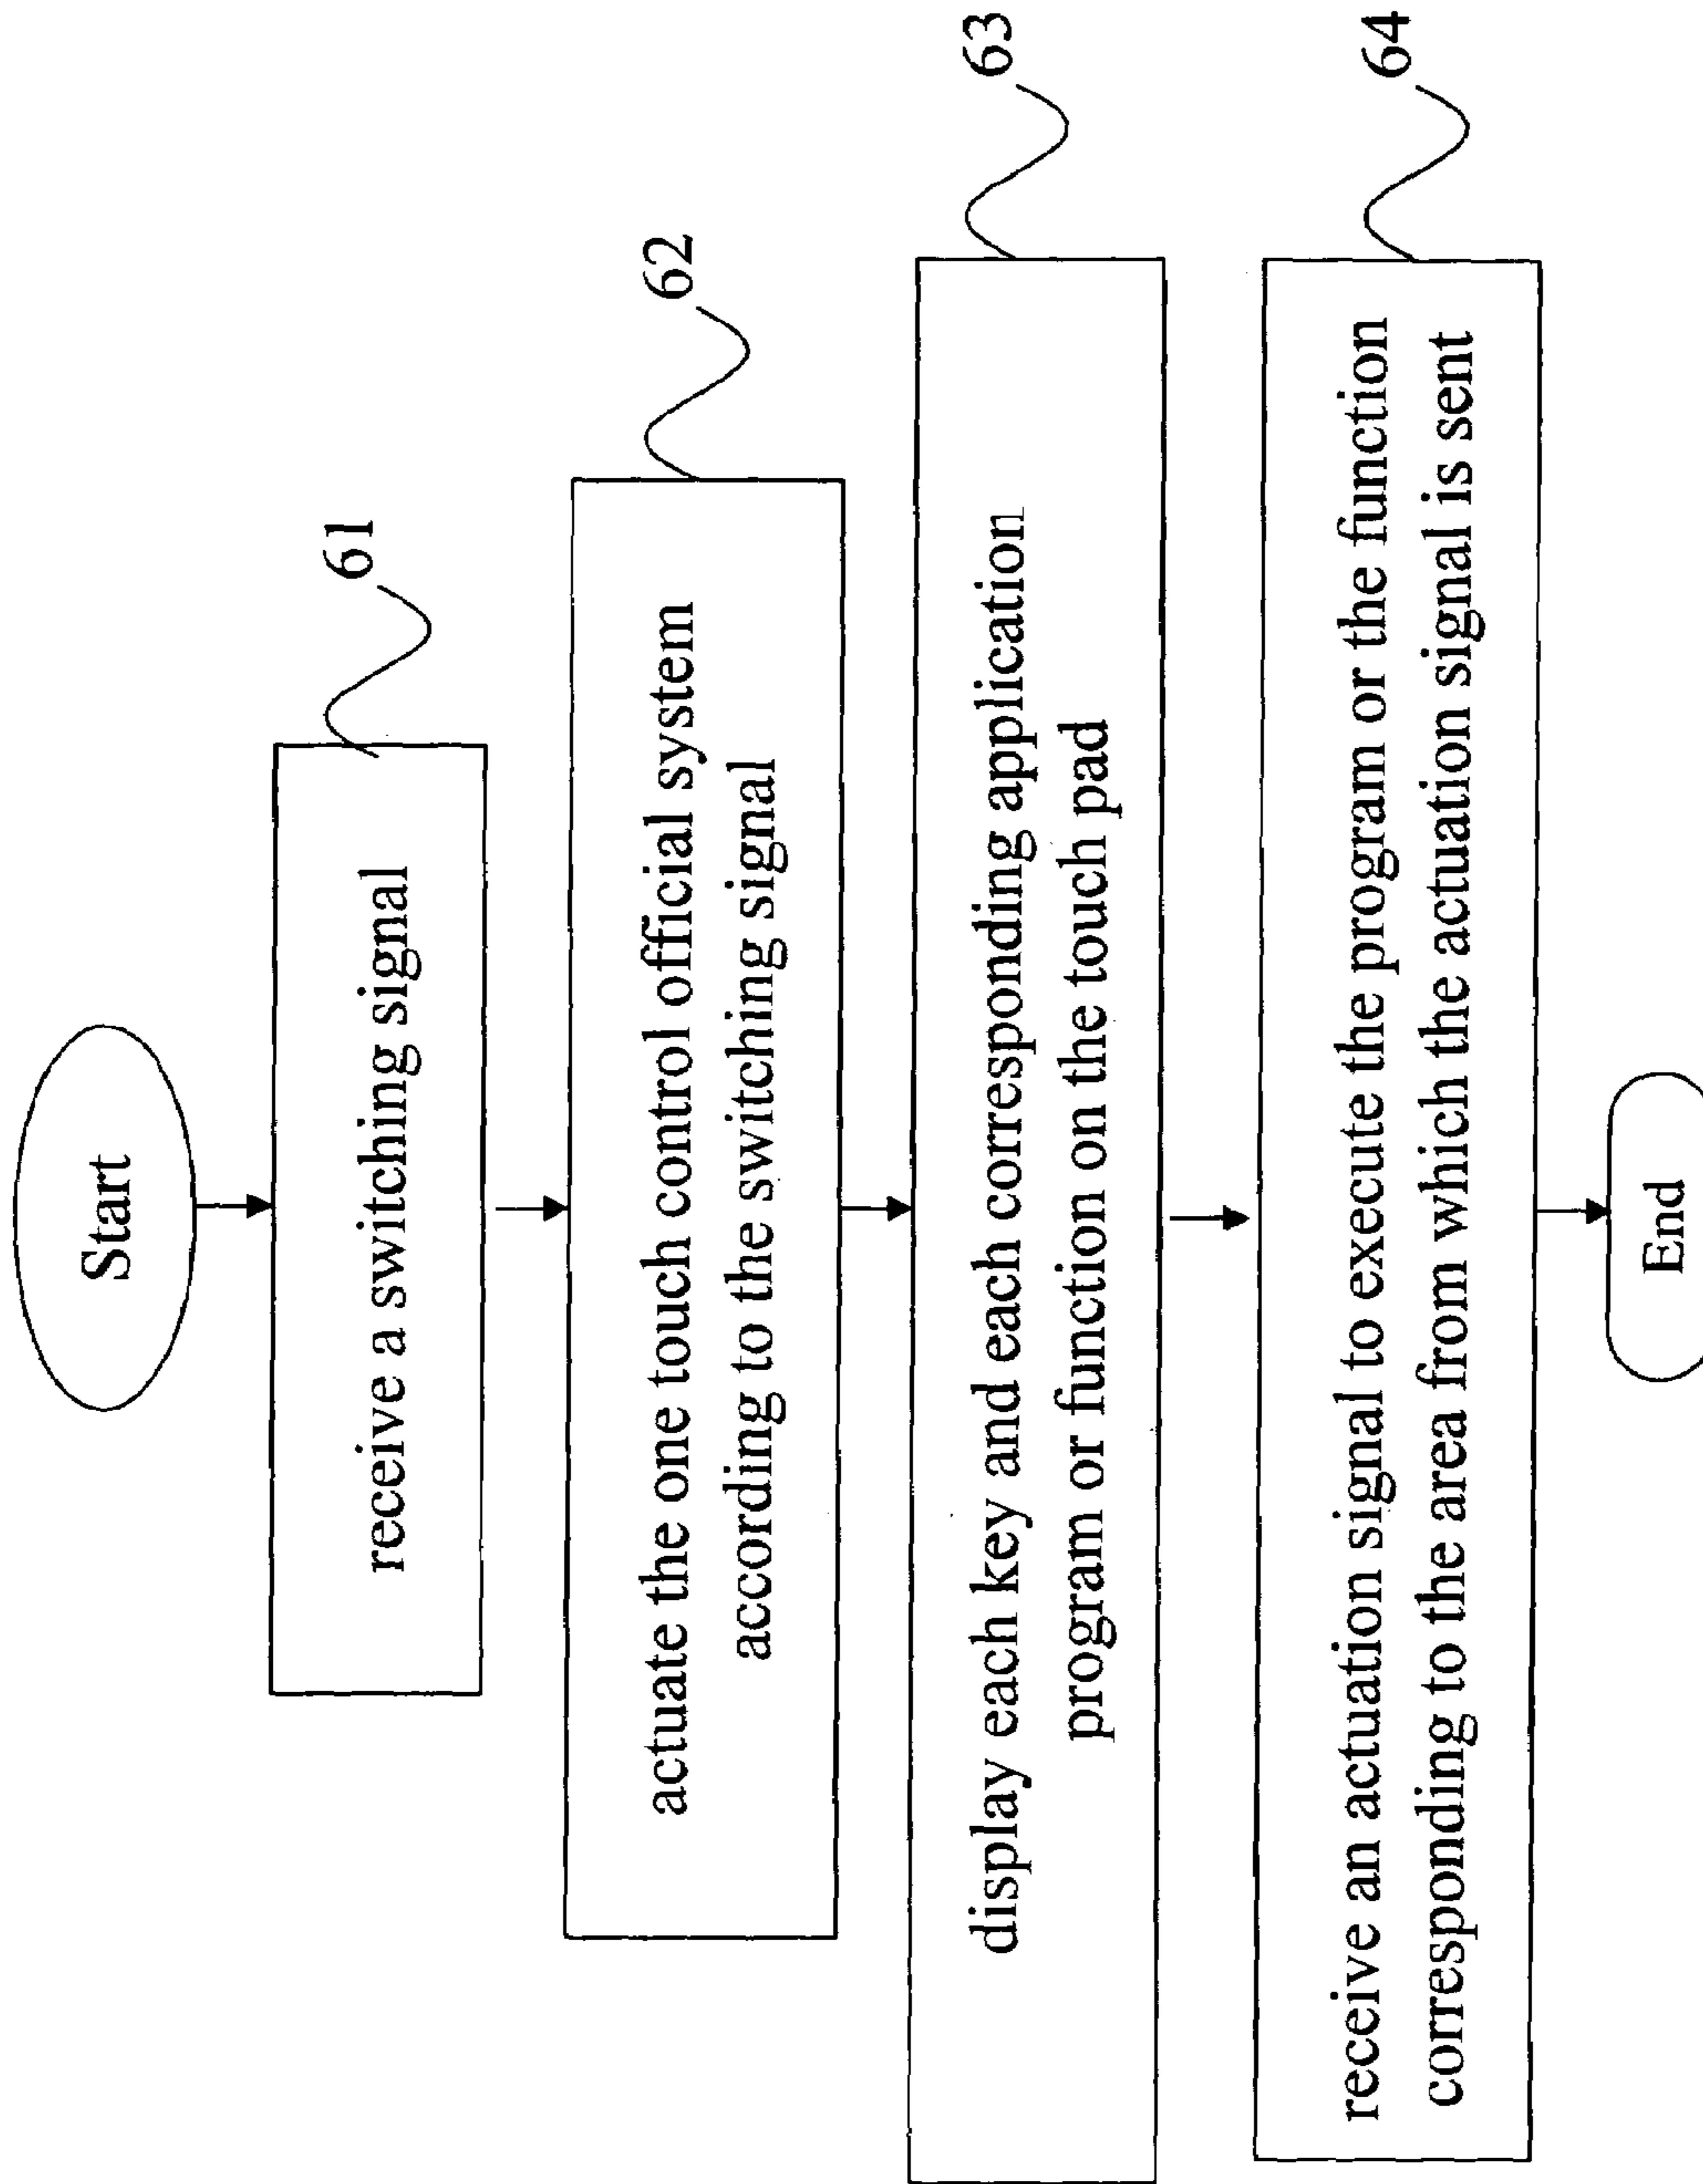 Start
receive a switching signal
61
actuate the one touch control official system
according to the switching signal
62
display each key and each corresponding application
program or function on the touch pad
63
receive an actuation signal to execute the program or the function
corresponding to the area from which the actuation signal is sent
64
End